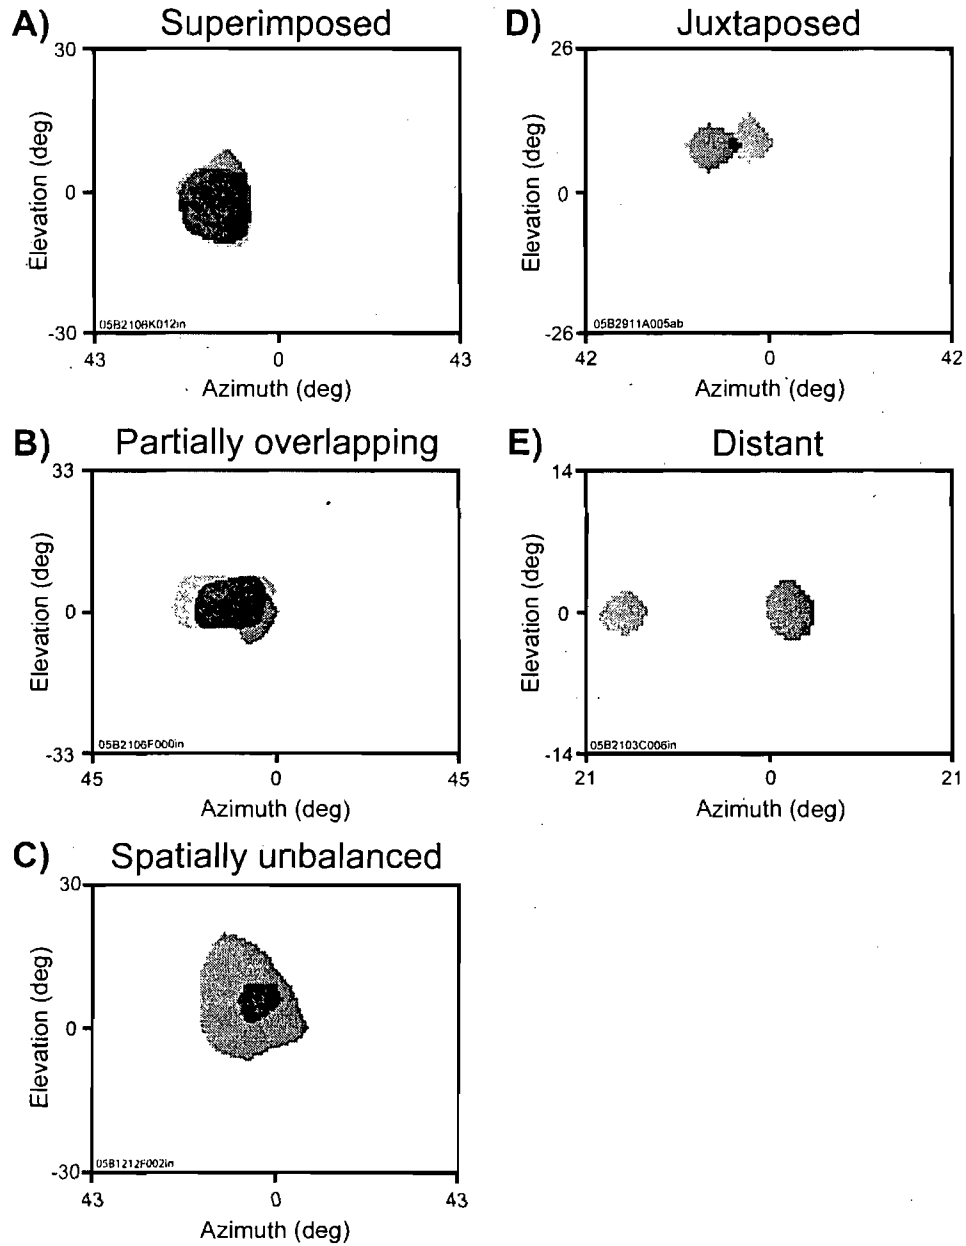 A) Superimposed
30
0
-30
Elevation (deg)
05B2106K012in
43 0 43
Azimuth (deg)
B) Partially overlapping
33
0
-33
Elevation (deg)
05B2106F000in
45 0 45
Azimuth (deg)
C) Spatially unbalanced
30
0
-30
Elevation (deg)
05B1212F002in
43 0 43
Azimuth (deg)
D) Juxtaposed
26
0
-26
Elevation (deg)
05B2911A005ab
42 0 42
Azimuth (deg)
E) Distant
14
0
-14
Elevation (deg)
05B2103C006in
21 0 21
Azimuth (deg)